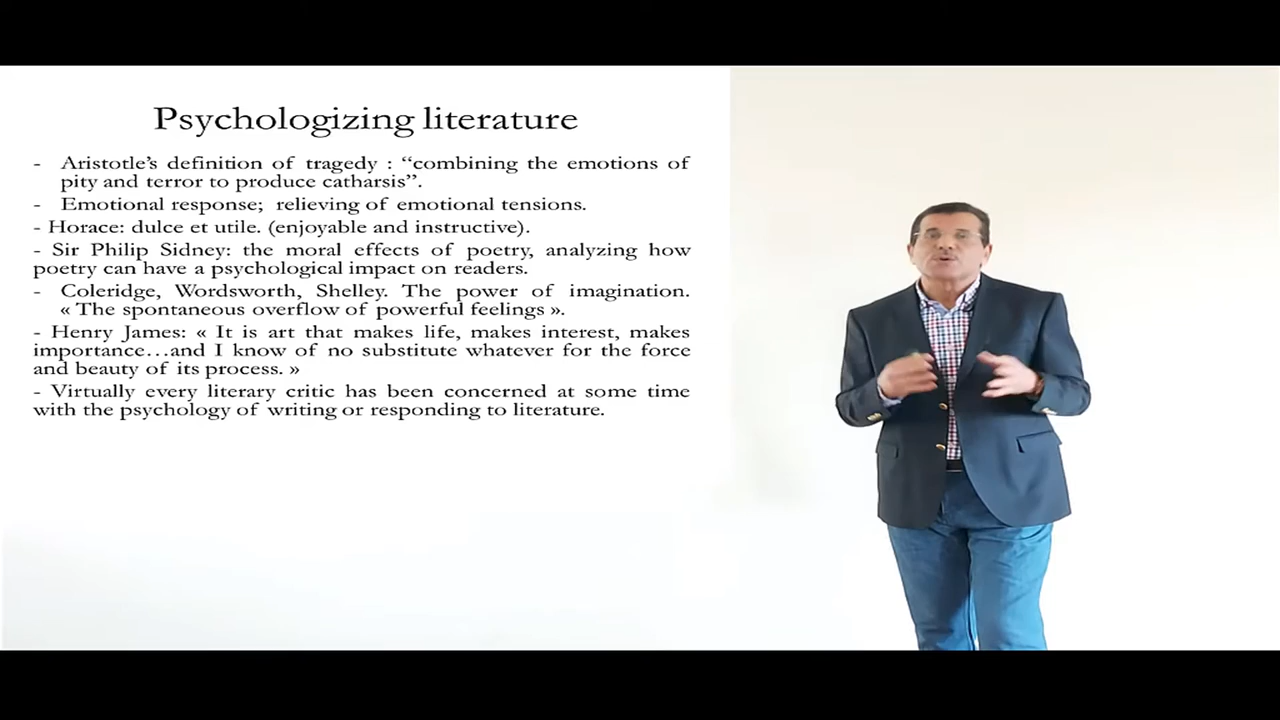 Psychologizing literature
- Aristotle's definition of tragedy : “combining the emotions of
pity and terror to produce catharsis”.
- Emotional response; relieving of emotional tensions.
- Horace: dulce et utile. (enjoyable and instructive).
- Sir Philip Sidney: the moral effects of poetry, analyzing how
poetry can have a psychological impact on readers.
- Coleridge, Wordsworth, Shelley. The power of imagination.
« The spontaneous overflow of powerful feelings ».
- Henry James: « It is art that makes life, makes interest, makes
importance…and I know of no substitute whatever for the force
and beauty of its process. »
- Virtually every literary critic has been concerned at some time
with the psychology of writing or responding to literature.